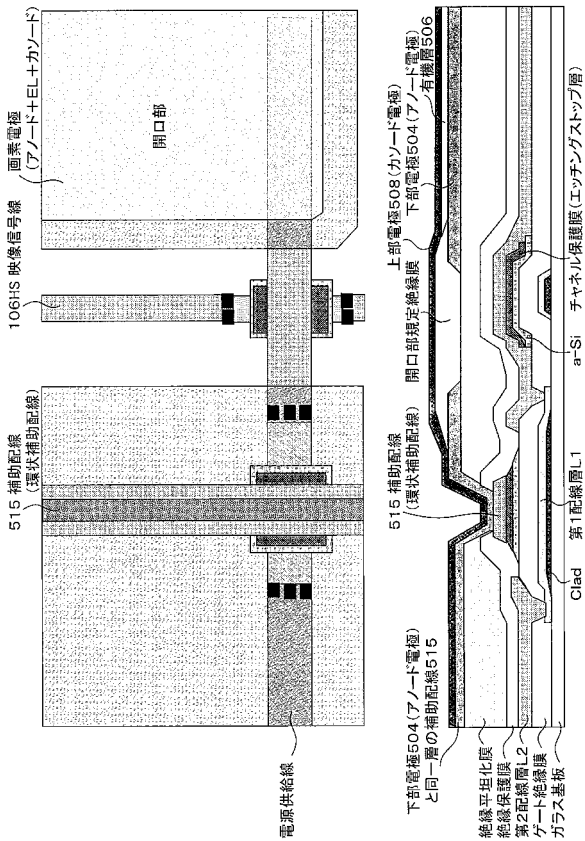 画素電極
(アノード+EL+カソード)
開口部
106HS 映像信号線
515 補助配線
(環状補助配線)
電源供給線
上部電極508(カソード電極)
下部電極504(アノード電極)
有機層506
開口部規定絶縁膜
515 補助配線
(環状補助配線)
下部電極504(アノード電極)
と同一層の補助配線515
絶縁平坦化膜
絶縁保護膜
第2配線層L2
ゲート絶縁膜
ガラス基板
Clad
第1配線層L1
a-Si
チャネル保護膜(エッチングストップ層)